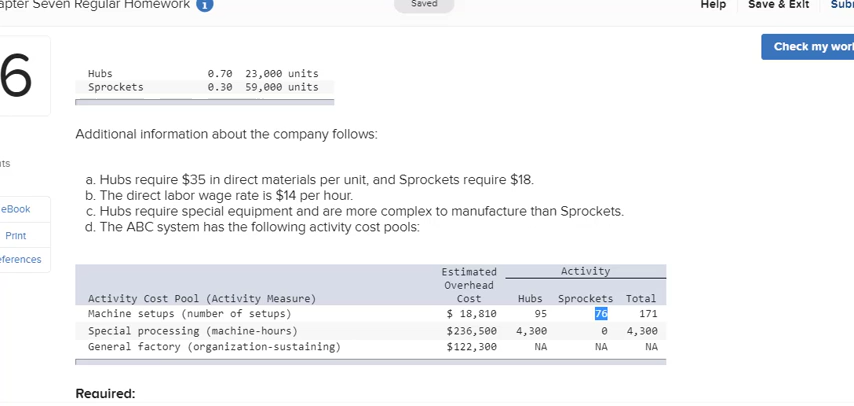 apter Seven Regular Homework i Saved Help Save & Exit Subn
Check my worl
6
Hubs 0.70 23,000 units
Sprockets 0.30 59,000 units
Additional information about the company follows:
nts
a. Hubs require $35 in direct materials per unit, and Sprockets require $18.
b. The direct labor wage rate is $14 per hour.
c. Hubs require special equipment and are more complex to manufacture than Sprockets.
d. The ABC system has the following activity cost pools:
eBook
Print
eferences
Estimated Activity
Overhead
Activity Cost Pool (Activity Measure) Cost Hubs Sprockets Total
Machine setups (number of setups) $ 18,810 95 76 171
Special processing (machine-hours) $236,500 4,300 0 4,300
General factory (organization-sustaining) $122,300 NA NA NA
Required: